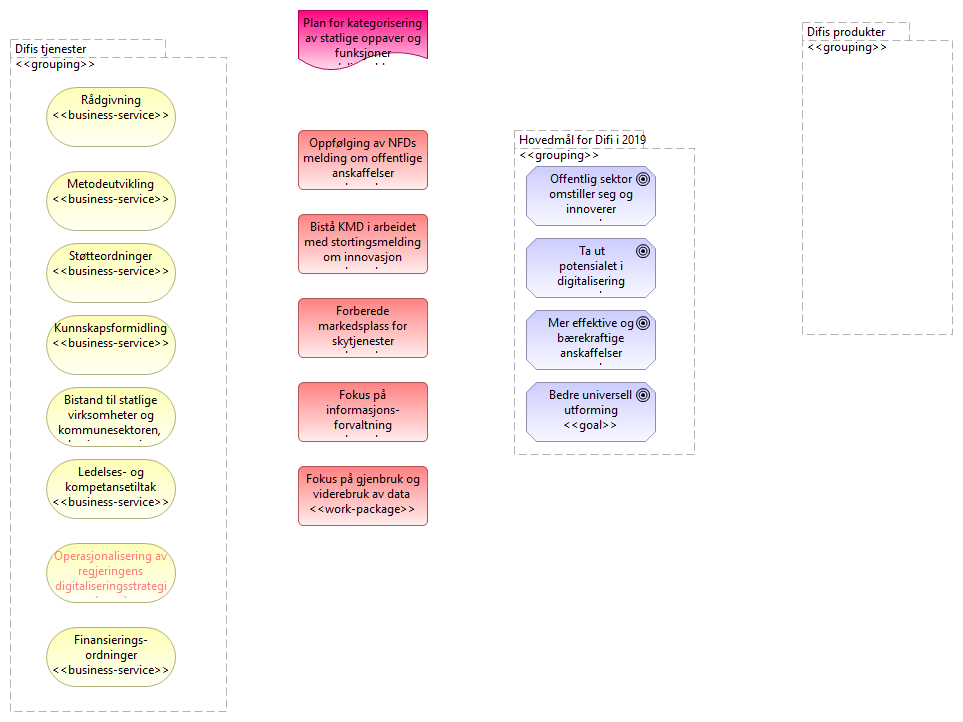 Difis tjenester
<<grouping>>
Rådgivning
<<business-service>>
Metodeutvikling
<<business-service>>
Støtteordninger
<<business-service>>
Kunnskapsformidling
<<business-service>>
Bistand til statlige
virksomheter og
kommunesektoren,
Ledelses- og
kompetansetiltak
<<business-service>>
Operasjonalisering av
regjeringens
digitaliseringsstrategi
Finansierings-
ordninger
<<business-service>>
Plan for kategorisering
av statlige oppaver og
funksjoner
Oppfølging av NFDs
melding om offentlige
anskaffelser
Bistå KMD i arbeidet
med stortingsmelding
om innovasjon
Forberede
markedsplass for
skytjenester
Fokus på
informasjons-
forvaltning
Fokus på gjenbruk og
viderebruk av data
<<work-package>>
Hovedmål for Difi i 2019
<<grouping>>
Offentlig sektor
omstiller seg og
innoverer
Ta ut
potensialet i
digitalisering
Mer effektive og
bærekraftige
anskaffelser
Bedre universell
utforming
<<goal>>
Difis produkter
<<grouping>>